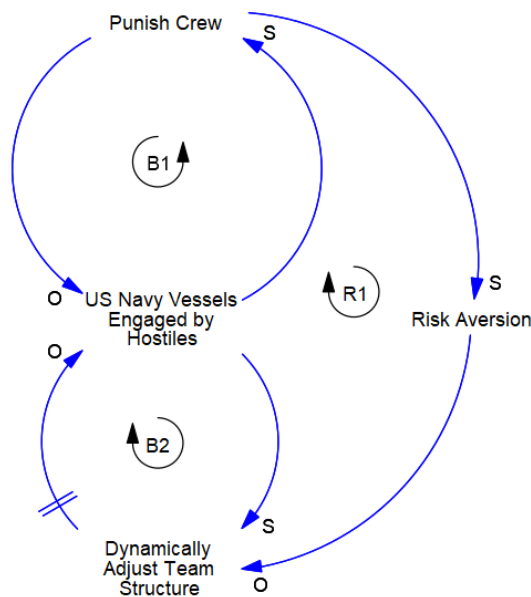 Punish Crew
S
B1
O
US Navy Vessels
Engaged by
Hostiles
R1
S
Risk Aversion
O
B2
S
Dynamically
Adjust Team
Structure
O